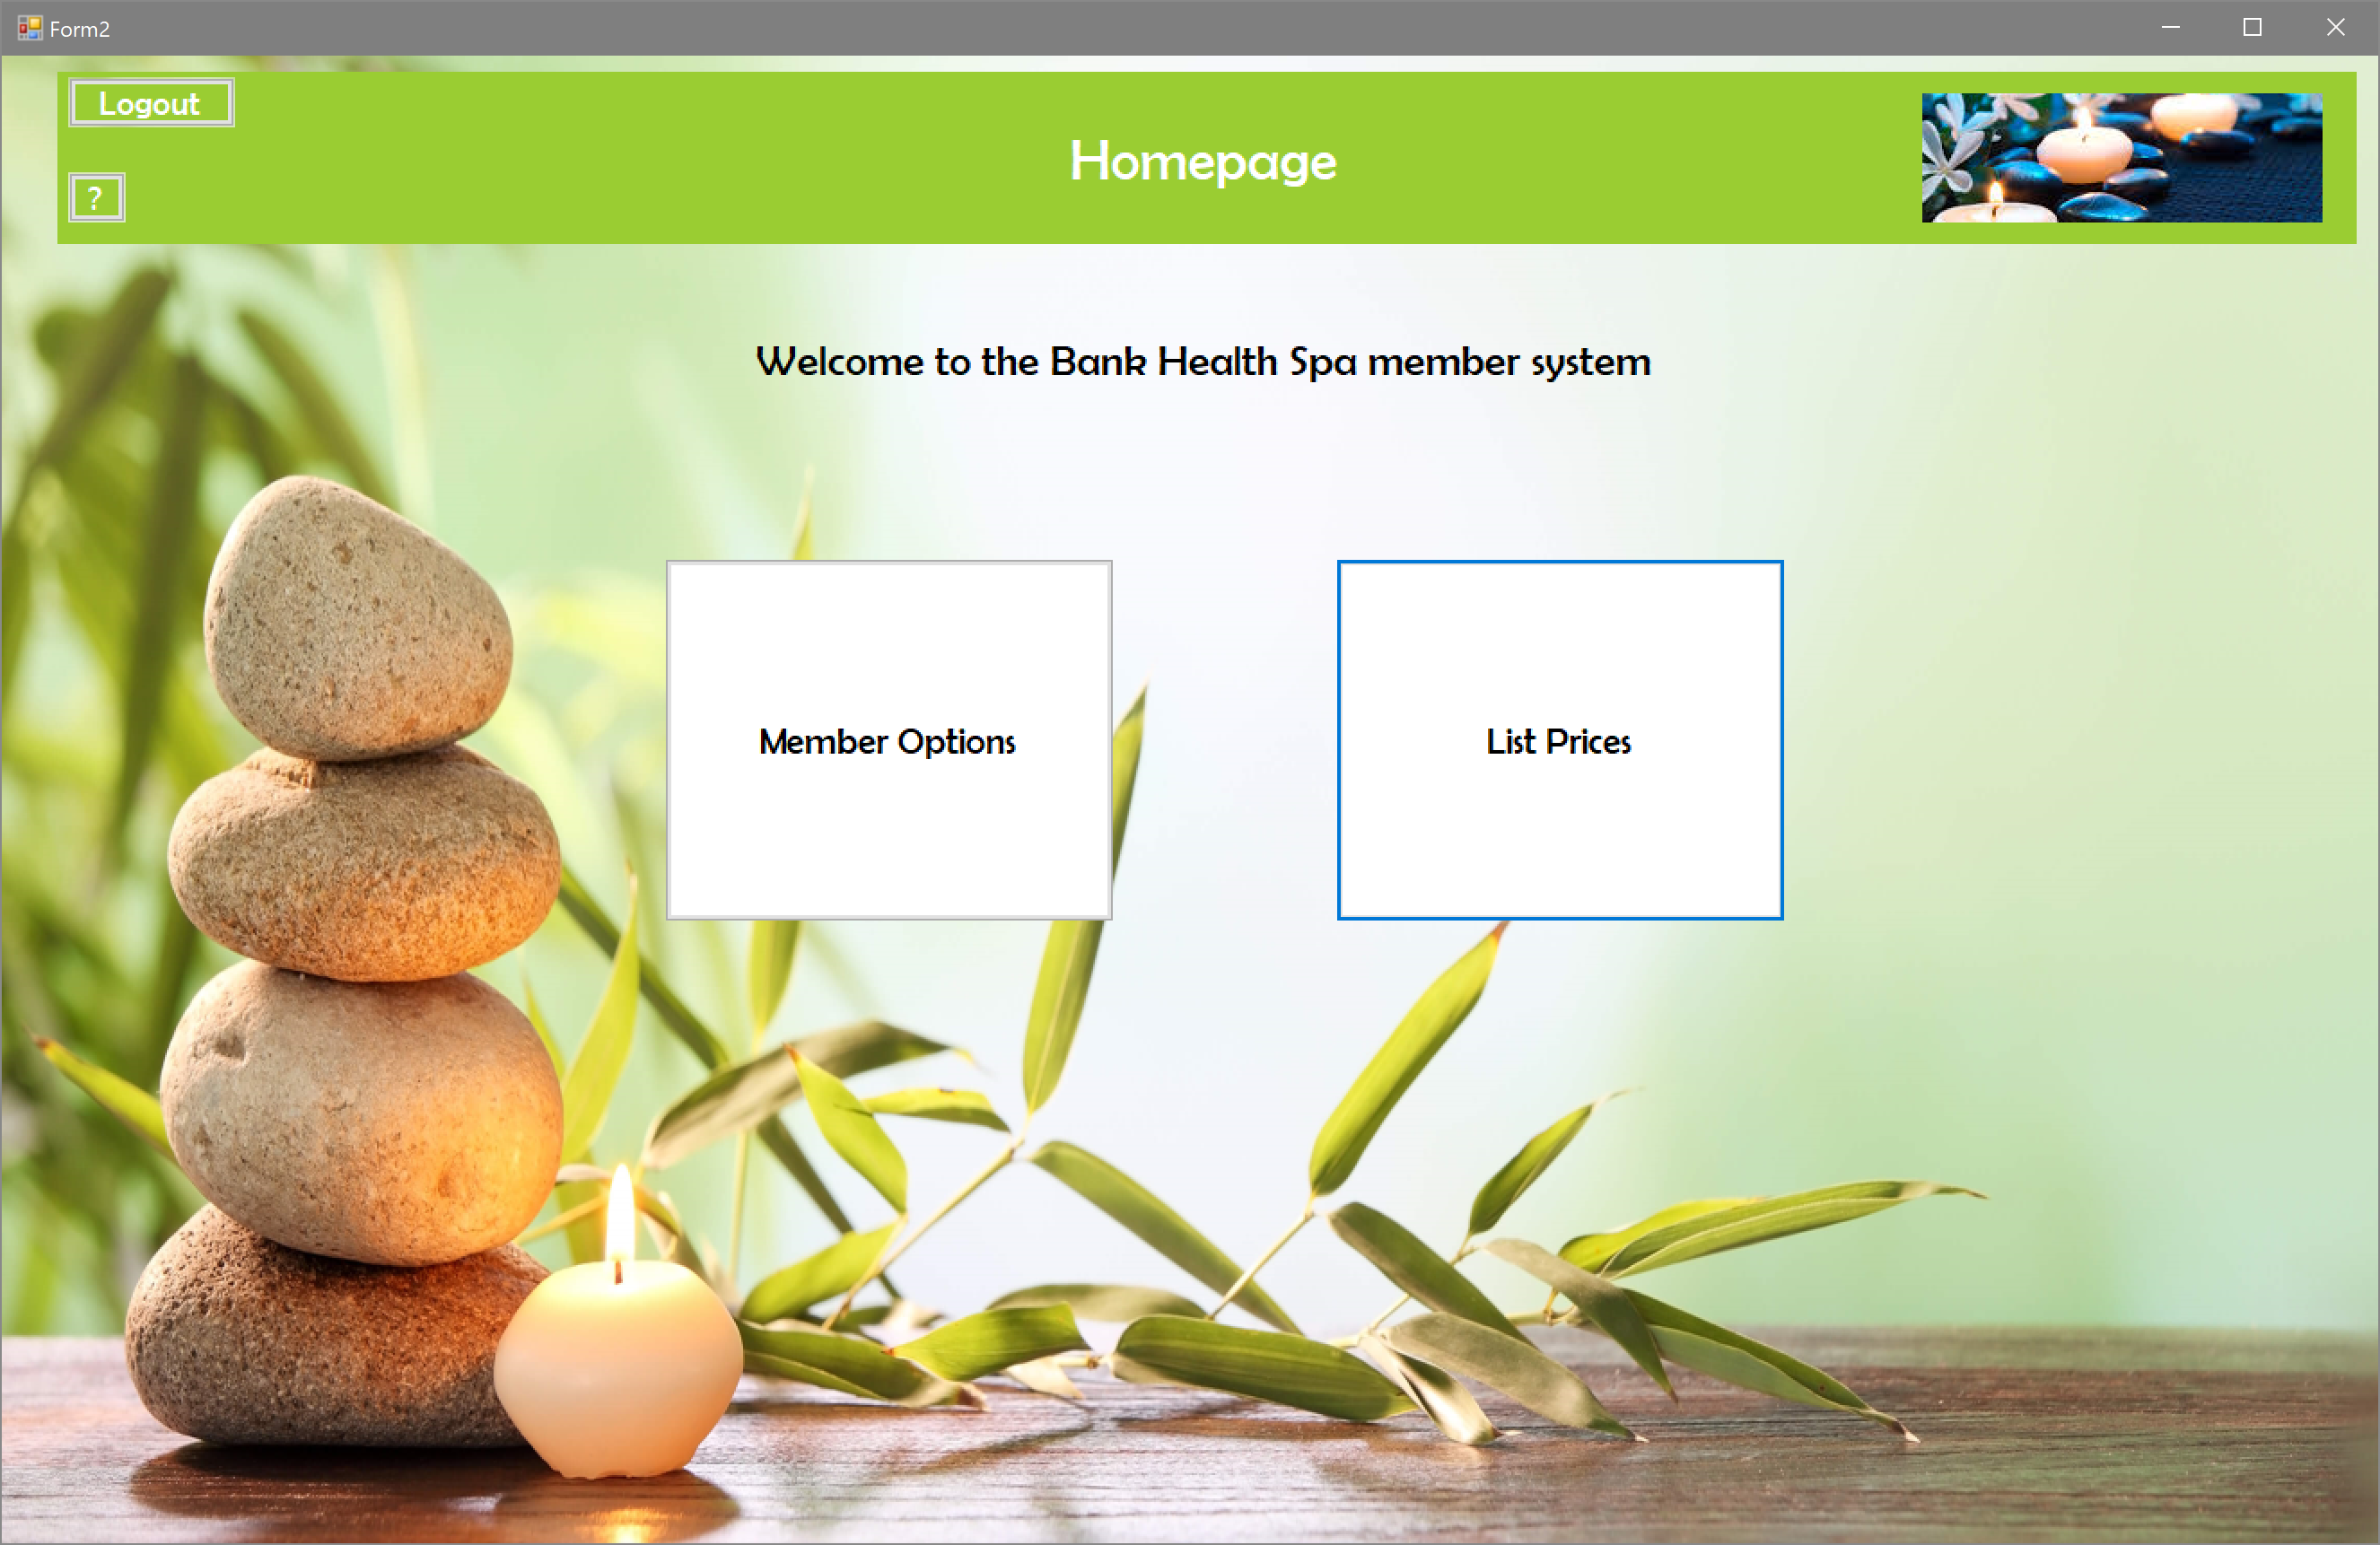 Form2
Logout
Homepage
?
Welcome to the Bank Health Spa member system
Member Options
List Prices